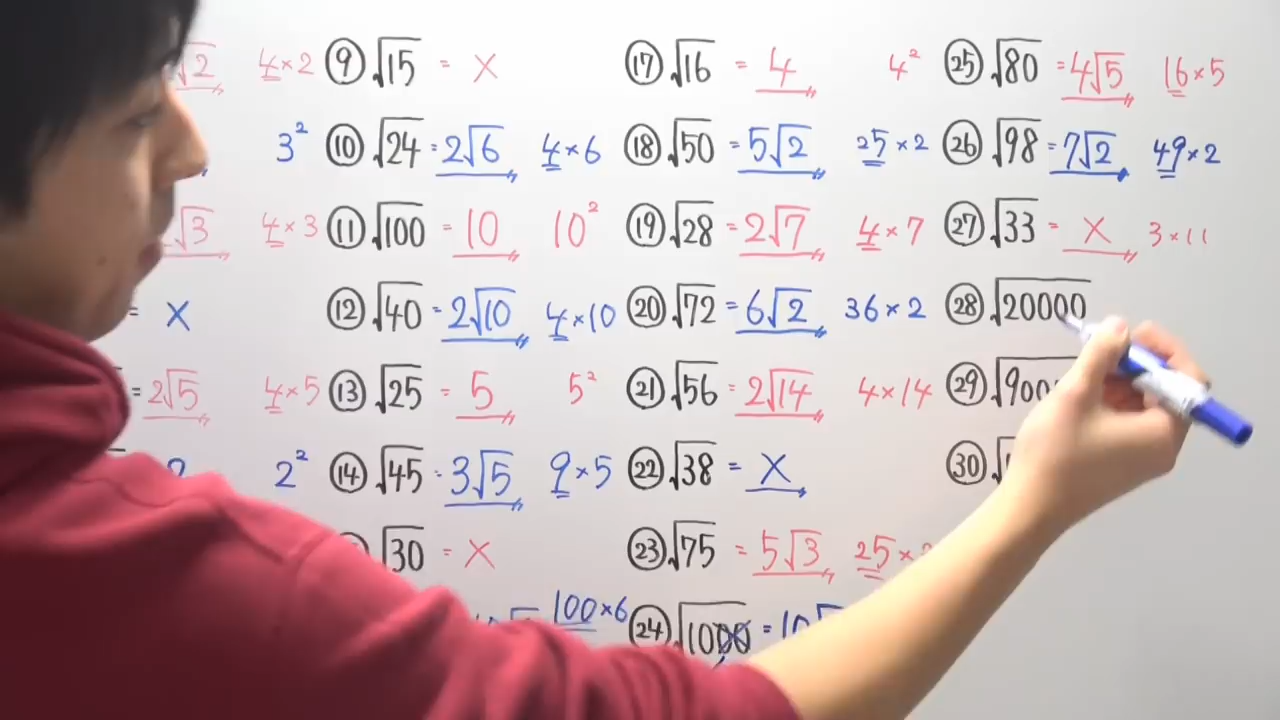 √2 4×2
3²
√3 4×3
= ×
= 2√5 4×5
2²
⑨ √15 = ×
⑩ √24 = 2√6 4×6
⑪ √100 = 10 10²
⑫ √40 = 2√10 4×10
⑬ √25 = 5 5²
⑭ √45 = 3√5 9×5
√30 = ×
100×6
⑰ √16 = 4 4²
⑱ √50 = 5√2 25×2
⑲ √28 = 2√7 4×7
⑳ √72 = 6√2 36×2
㉑ √56 = 2√14 4×14
㉒ √38 = ×
㉓ √75 = 5√3 25×
㉔ √1000 = 10√
㉕ √80 = 4√5 16×5
㉖ √98 = 7√2 49×2
㉗ √33 = × 3×11
㉘ √20000
㉙ √900
㉚ √